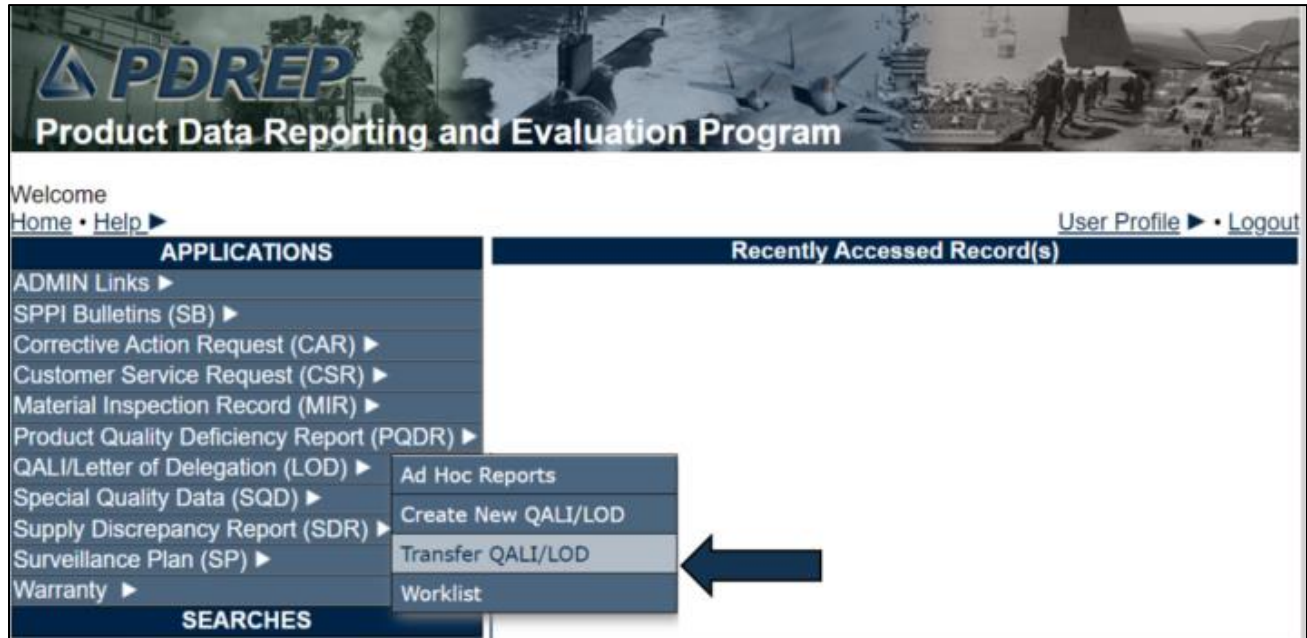 PDREP
Product Data Reporting and Evaluation Program
Welcome
Home • Help ▶
User Profile ▶ • Logout
APPLICATIONS
Recently Accessed Record(s)
ADMIN Links ▶
SPPI Bulletins (SB) ▶
Corrective Action Request (CAR) ▶
Customer Service Request (CSR) ▶
Material Inspection Record (MIR) ▶
Product Quality Deficiency Report (PQDR) ▶
QALI/Letter of Delegation (LOD) ▶
Special Quality Data (SQD) ▶
Supply Discrepancy Report (SDR) ▶
Surveillance Plan (SP) ▶
Warranty ▶
Ad Hoc Reports
Create New QALI/LOD
Transfer QALI/LOD
Worklist
SEARCHES